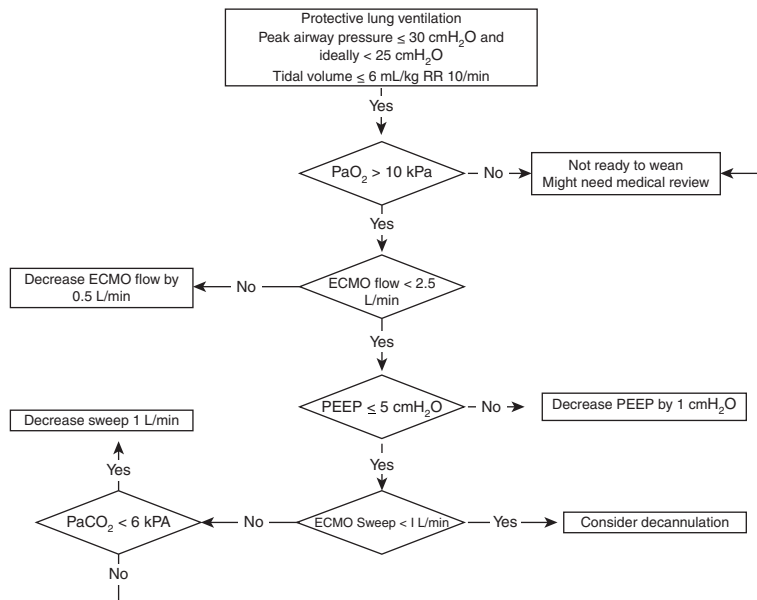 Protective lung ventilation
Peak airway pressure ≤ 30 cmH₂O and
ideally < 25 cmH₂O
Tidal volume ≤ 6 mL/kg RR 10/min
Yes
PaO₂ > 10 kPa
No
Not ready to wean
Might need medical review
Yes
Decrease ECMO flow by
0.5 L/min
No
ECMO flow < 2.5
L/min
Yes
PEEP ≤ 5 cmH₂O
No
Decrease PEEP by 1 cmH₂O
Decrease sweep 1 L/min
Yes
Yes
PaCO₂ < 6 kPA
No
ECMO Sweep < I L/min
Yes
Consider decannulation
No